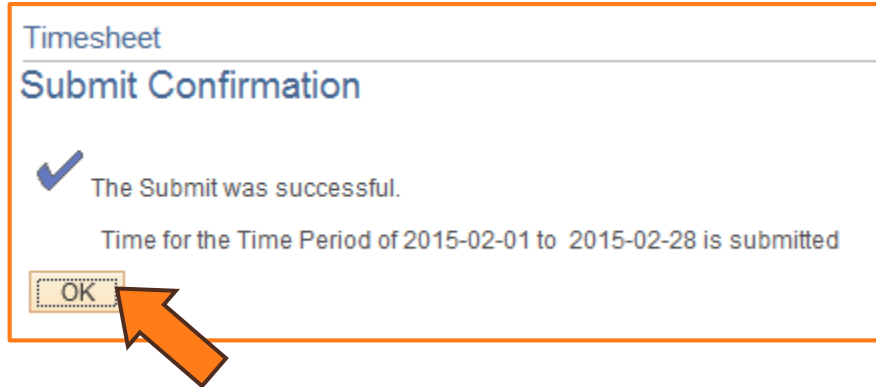 Timesheet
Submit Confirmation
The Submit was successful.
Time for the Time Period of 2015-02-01 to 2015-02-28 is submitted
OK